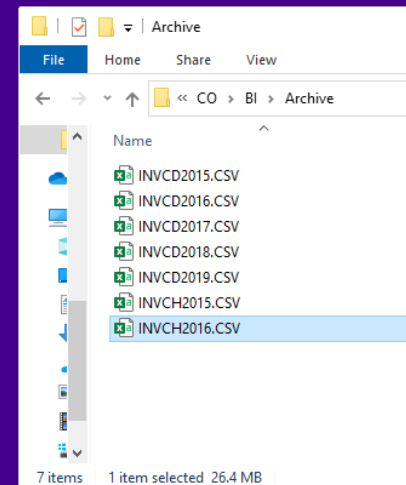 Archive
File Home Share View
« CO > BI > Archive
Name
INVCD2015.CSV
INVCD2016.CSV
INVCD2017.CSV
INVCD2018.CSV
INVCD2019.CSV
INVCH2015.CSV
INVCH2016.CSV
7 items 1 item selected 26.4 MB